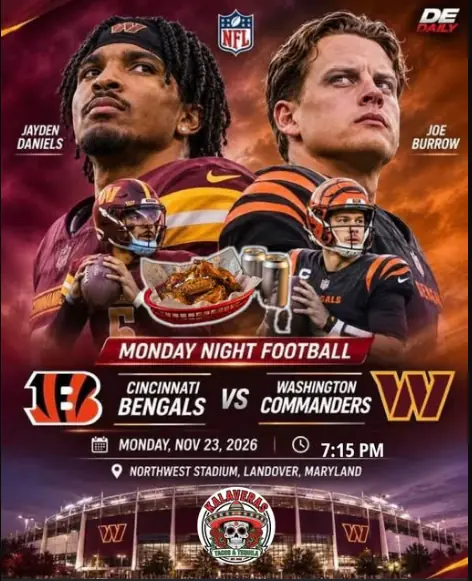 NFL
DE
DAILY
JAYDEN
DANIELS
JOE
BURROW
MONDAY NIGHT FOOTBALL
CINCINNATI
BENGALS
VS
WASHINGTON
COMMANDERS
MONDAY, NOV 23, 2026
7:15 PM
NORTHWEST STADIUM, LANDOVER, MARYLAND
KALAVERAS
TACOS & TEQUILA